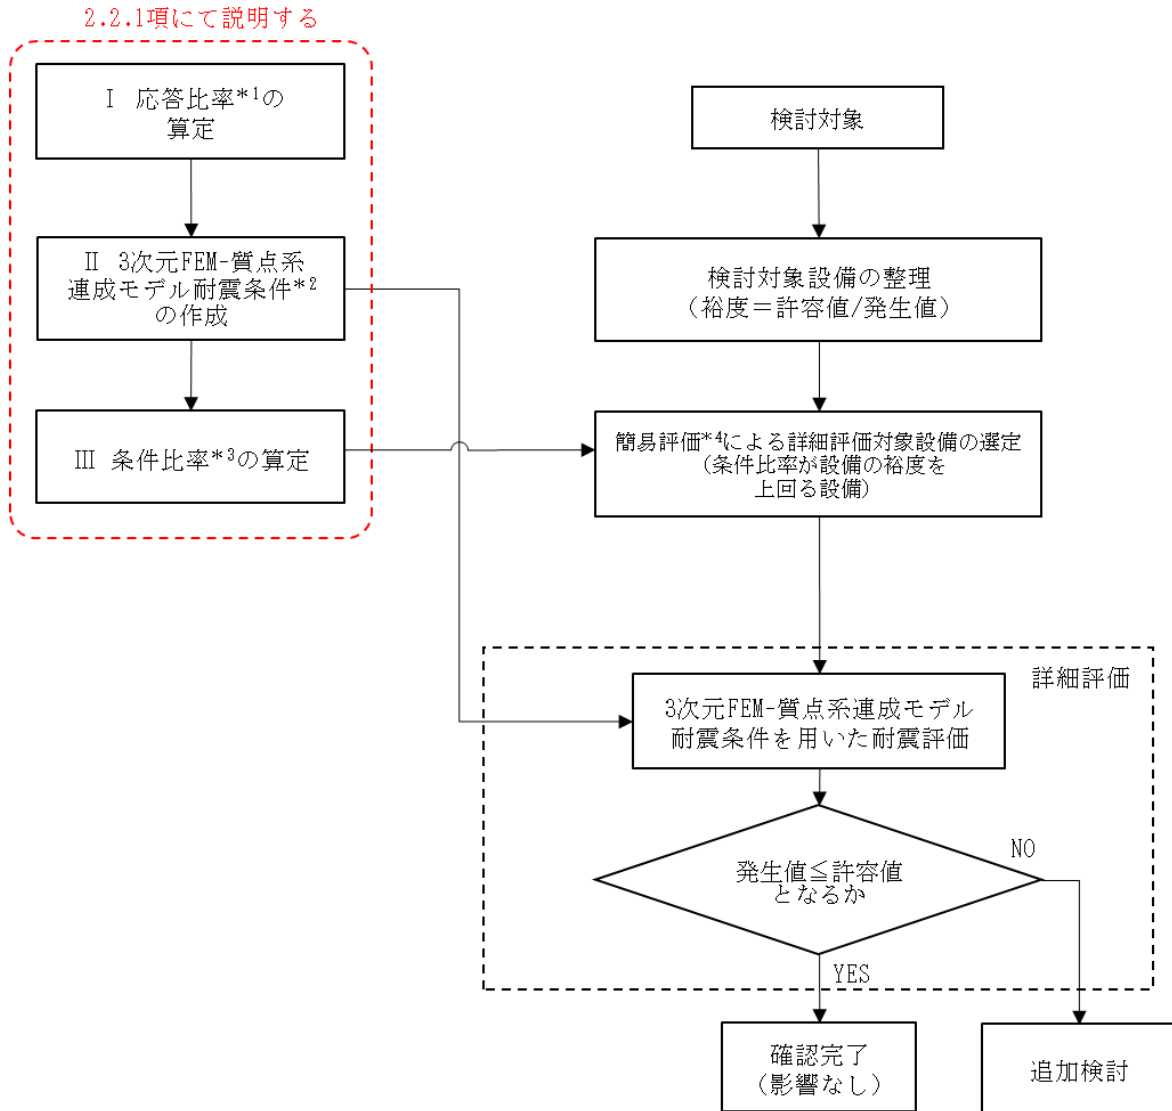 2.2.1項にて説明する
Ⅰ 応答比率*1の
算定
Ⅱ 3次元FEM-質点系
連成モデル耐震条件*2
の作成
Ⅲ 条件比率*3の算定
検討対象
検討対象設備の整理
(裕度＝許容値/発生値)
簡易評価*4による詳細評価対象設備の選定
(条件比率が設備の裕度を
上回る設備)
詳細評価
3次元FEM-質点系連成モデル
耐震条件を用いた耐震評価
発生値≦許容値
となるか
NO
YES
確認完了
(影響なし)
追加検討